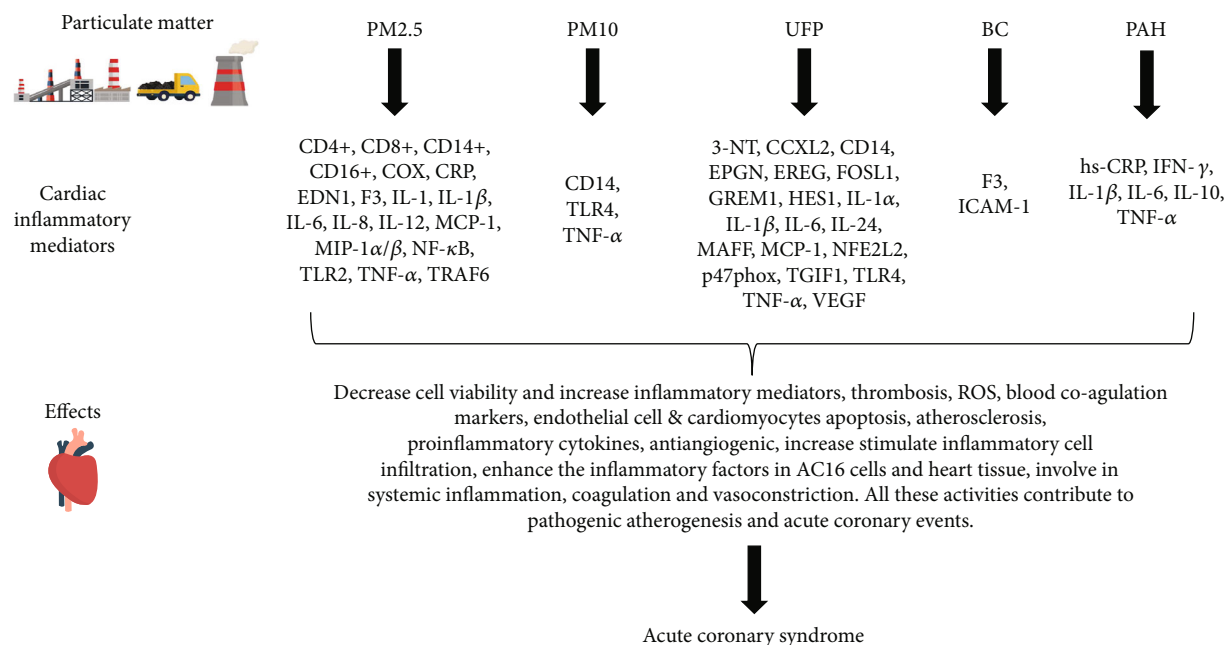 Particulate matter
PM2.5
PM10
UFP
BC
PAH
Cardiac
inflammatory
mediators
CD4+, CD8+, CD14+,
CD16+, COX, CRP,
EDN1, F3, IL-1, IL-1β,
IL-6, IL-8, IL-12, MCP-1,
MIP-1α/β, NF-κB,
TLR2, TNF-α, TRAF6
CD14,
TLR4,
TNF-α
3-NT, CCXL2, CD14,
EPGN, EREG, FOSL1,
GREM1, HES1, IL-1α,
IL-1β, IL-6, IL-24,
MAFF, MCP-1, NFE2L2,
p47phox, TGIF1, TLR4,
TNF-α, VEGF
F3,
ICAM-1
hs-CRP, IFN-γ,
IL-1β, IL-6, IL-10,
TNF-α
Effects
Decrease cell viability and increase inflammatory mediators, thrombosis, ROS, blood co-agulation
markers, endothelial cell & cardiomyocytes apoptosis, atherosclerosis,
proinflammatory cytokines, antiangiogenic, increase stimulate inflammatory cell
infiltration, enhance the inflammatory factors in AC16 cells and heart tissue, involve in
systemic inflammation, coagulation and vasoconstriction. All these activities contribute to
pathogenic atherogenesis and acute coronary events.
Acute coronary syndrome